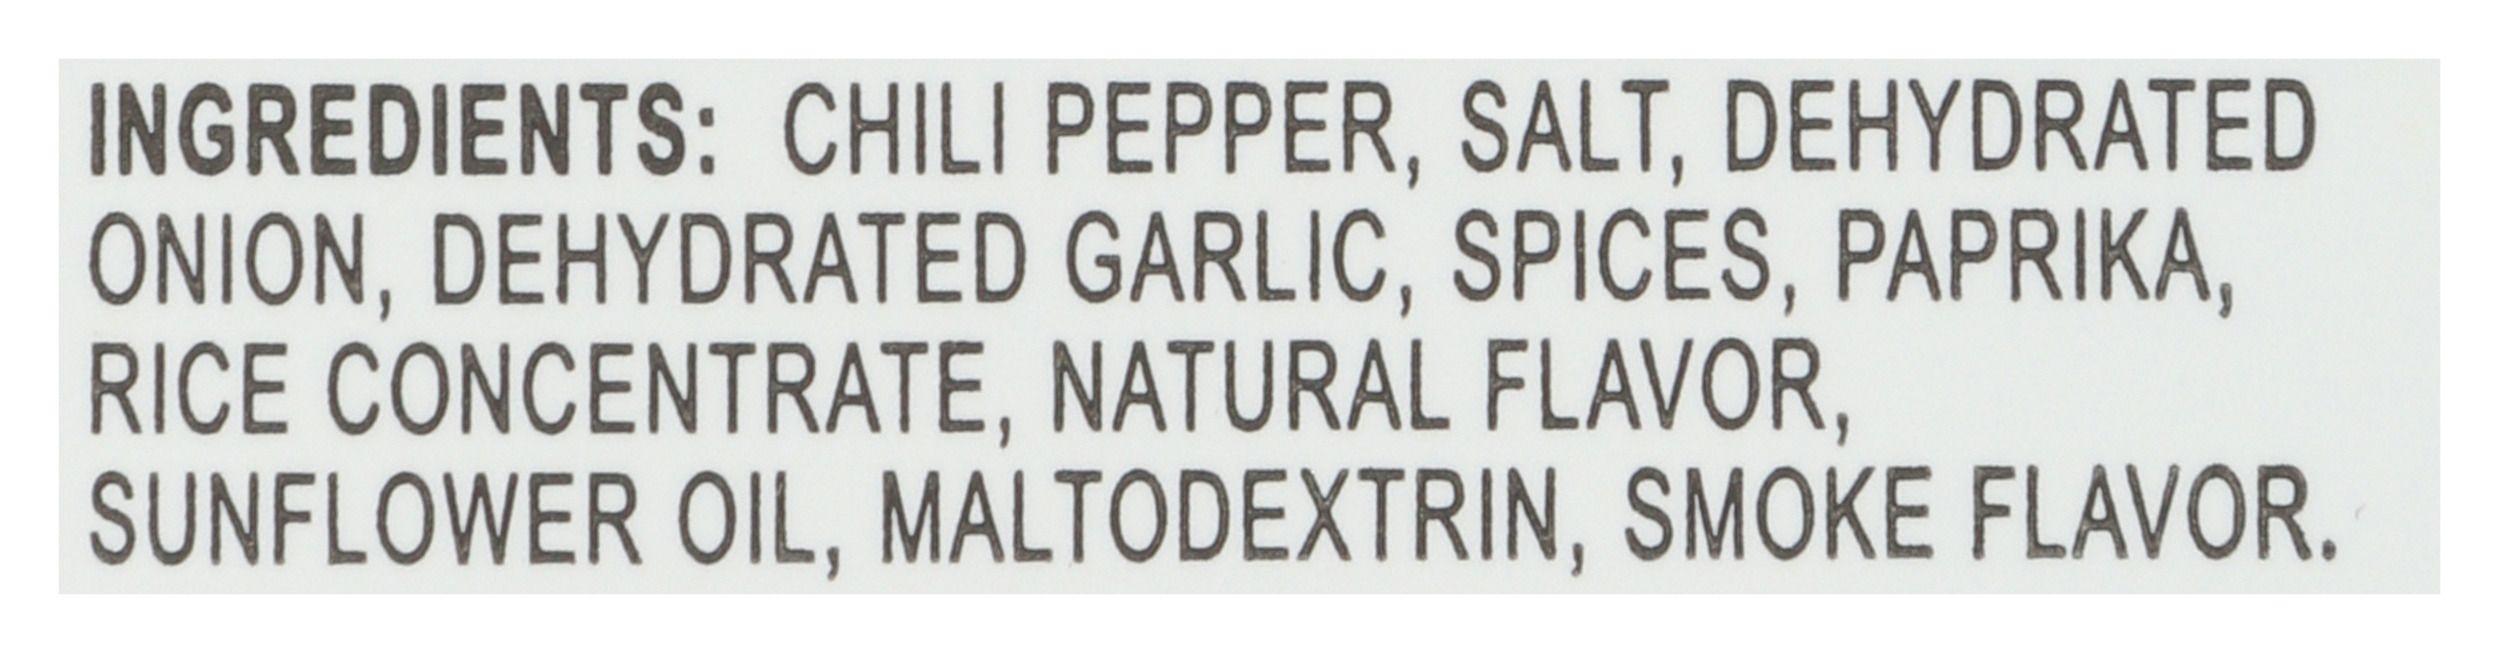 INGREDIENTS: CHILI PEPPER, SALT, DEHYDRATED
ONION, DEHYDRATED GARLIC, SPICES, PAPRIKA,
RICE CONCENTRATE, NATURAL FLAVOR,
SUNFLOWER OIL, MALTODEXTRIN, SMOKE FLAVOR.